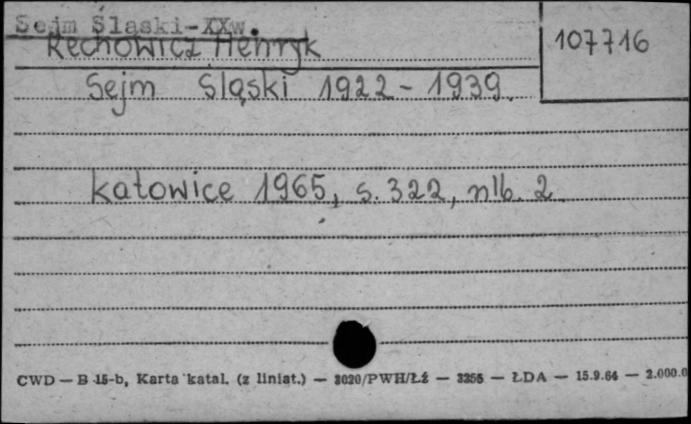 Sejm Śląski-XXw.
Rechowicz Henryk
107716
Sejm Śląski 1922-1939.
Katowice 1965, s. 322, nlb. 2
CWD — B 15-b, Karta katal. (z liniat.) — 3020/PWH/Łź — 3255 — ŁDA — 15.9.64 — 2.000.0